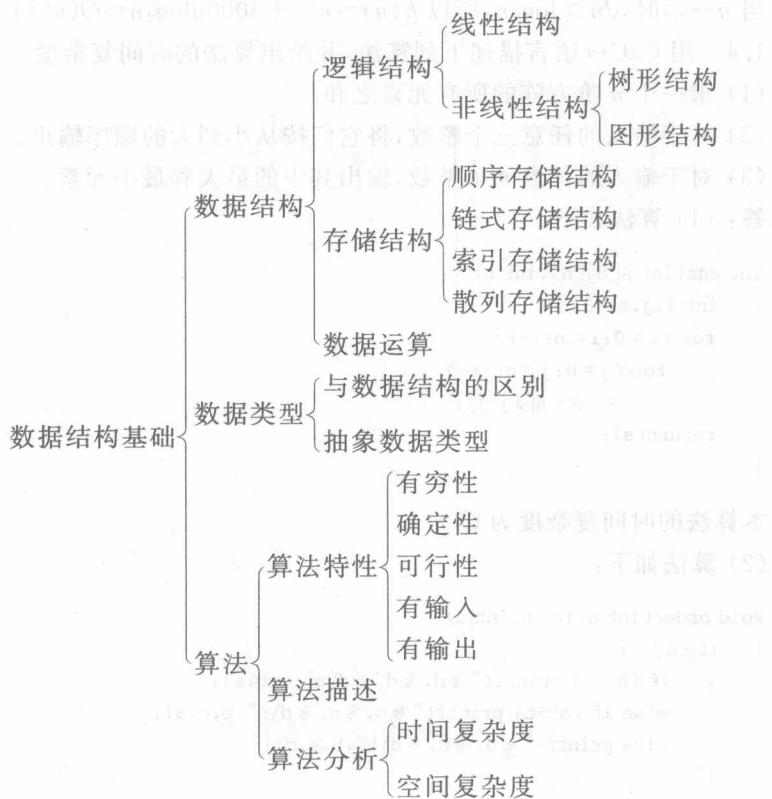 线性结构
逻辑结构
树形结构
非线性结构
图形结构
数据结构
顺序存储结构
链式存储结构
存储结构
索引存储结构
散列存储结构
数据运算
与数据结构的区别
数据类型
抽象数据类型
数据结构基础
有穷性
确定性
算法特性
可行性
有输入
有输出
算法
算法描述
时间复杂度
算法分析
空间复杂度